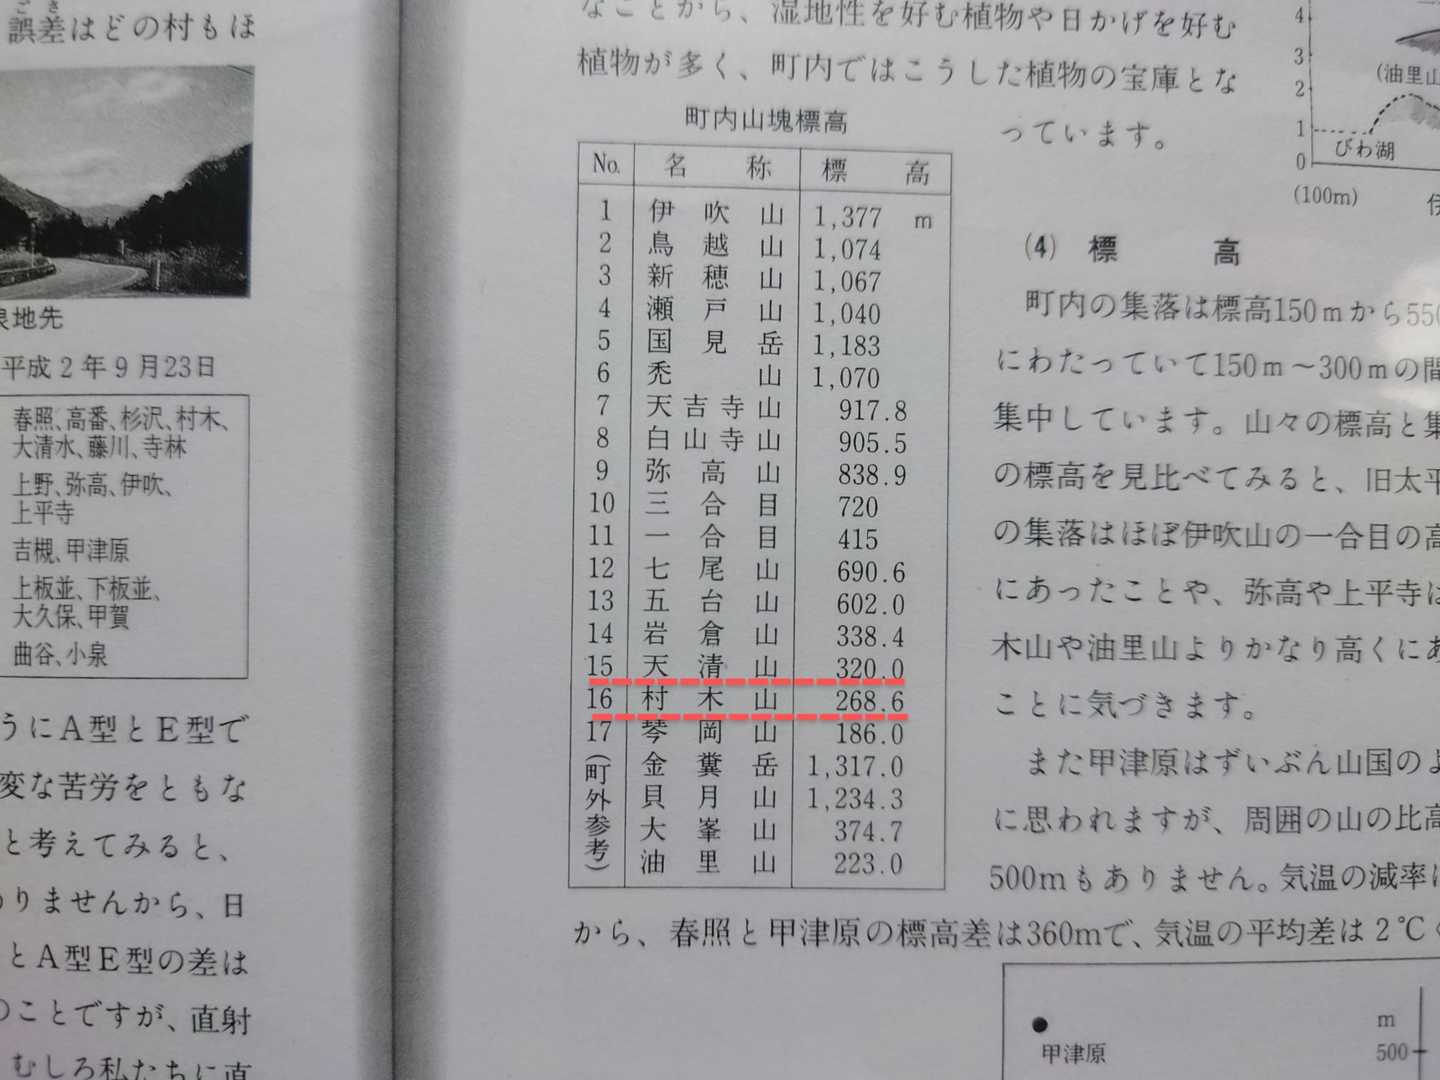 誤差はどの村もほ
ごさ
泉地先
平成2年9月23日
春照、高番、杉沢、村木、
大清水、藤川、寺林
上野、弥高、伊吹、
上平寺
吉槻、甲津原
上板並、下板並、
大久保、甲賀
曲谷、小泉
うにA型とE型で
変な苦労をともな
と考えてみると、
りませんから、日
とA型E型の差は
のことですが、直射
むしろ私たちに直
なことから、湿地性を好む植物や日かげを好む
植物が多く、町内ではこうした植物の宝庫とな
っています。
町内山塊標高
No. 名称 標高
1 伊吹山 1,377 m
2 鳥越山 1,074
3 新穂山 1,067
4 瀬戸山 1,040
5 国見岳 1,183
6 禿山 1,070
7 天吉寺山 917.8
8 白山寺山 905.5
9 弥高山 838.9
10 三合目 720
11 一合目 415
12 七尾山 690.6
13 五台山 602.0
14 岩倉山 338.4
15 天清山 320.0
16 村木山 268.6
17 琴岡山 186.0
(町外参考)
金糞岳 1,317.0
貝月山 1,234.3
大峯山 374.7
油里山 223.0
4
3
2
1
0
(100m)
(油里山
びわ湖
伊
(4) 標高
町内の集落は標高150mから550
にわたっていて150m〜300mの間
集中しています。山々の標高と集
の標高を見比べてみると、旧太平
の集落はほぼ伊吹山の一合目の高
にあったことや、弥高や上平寺は
木山や油里山よりかなり高くにあ
ことに気づきます。
また甲津原はずいぶん山国のよ
に思われますが、周囲の山の比高
500mもありません。気温の減率は
から、春照と甲津原の標高差は360mで、気温の平均差は2℃く
甲津原
m
500